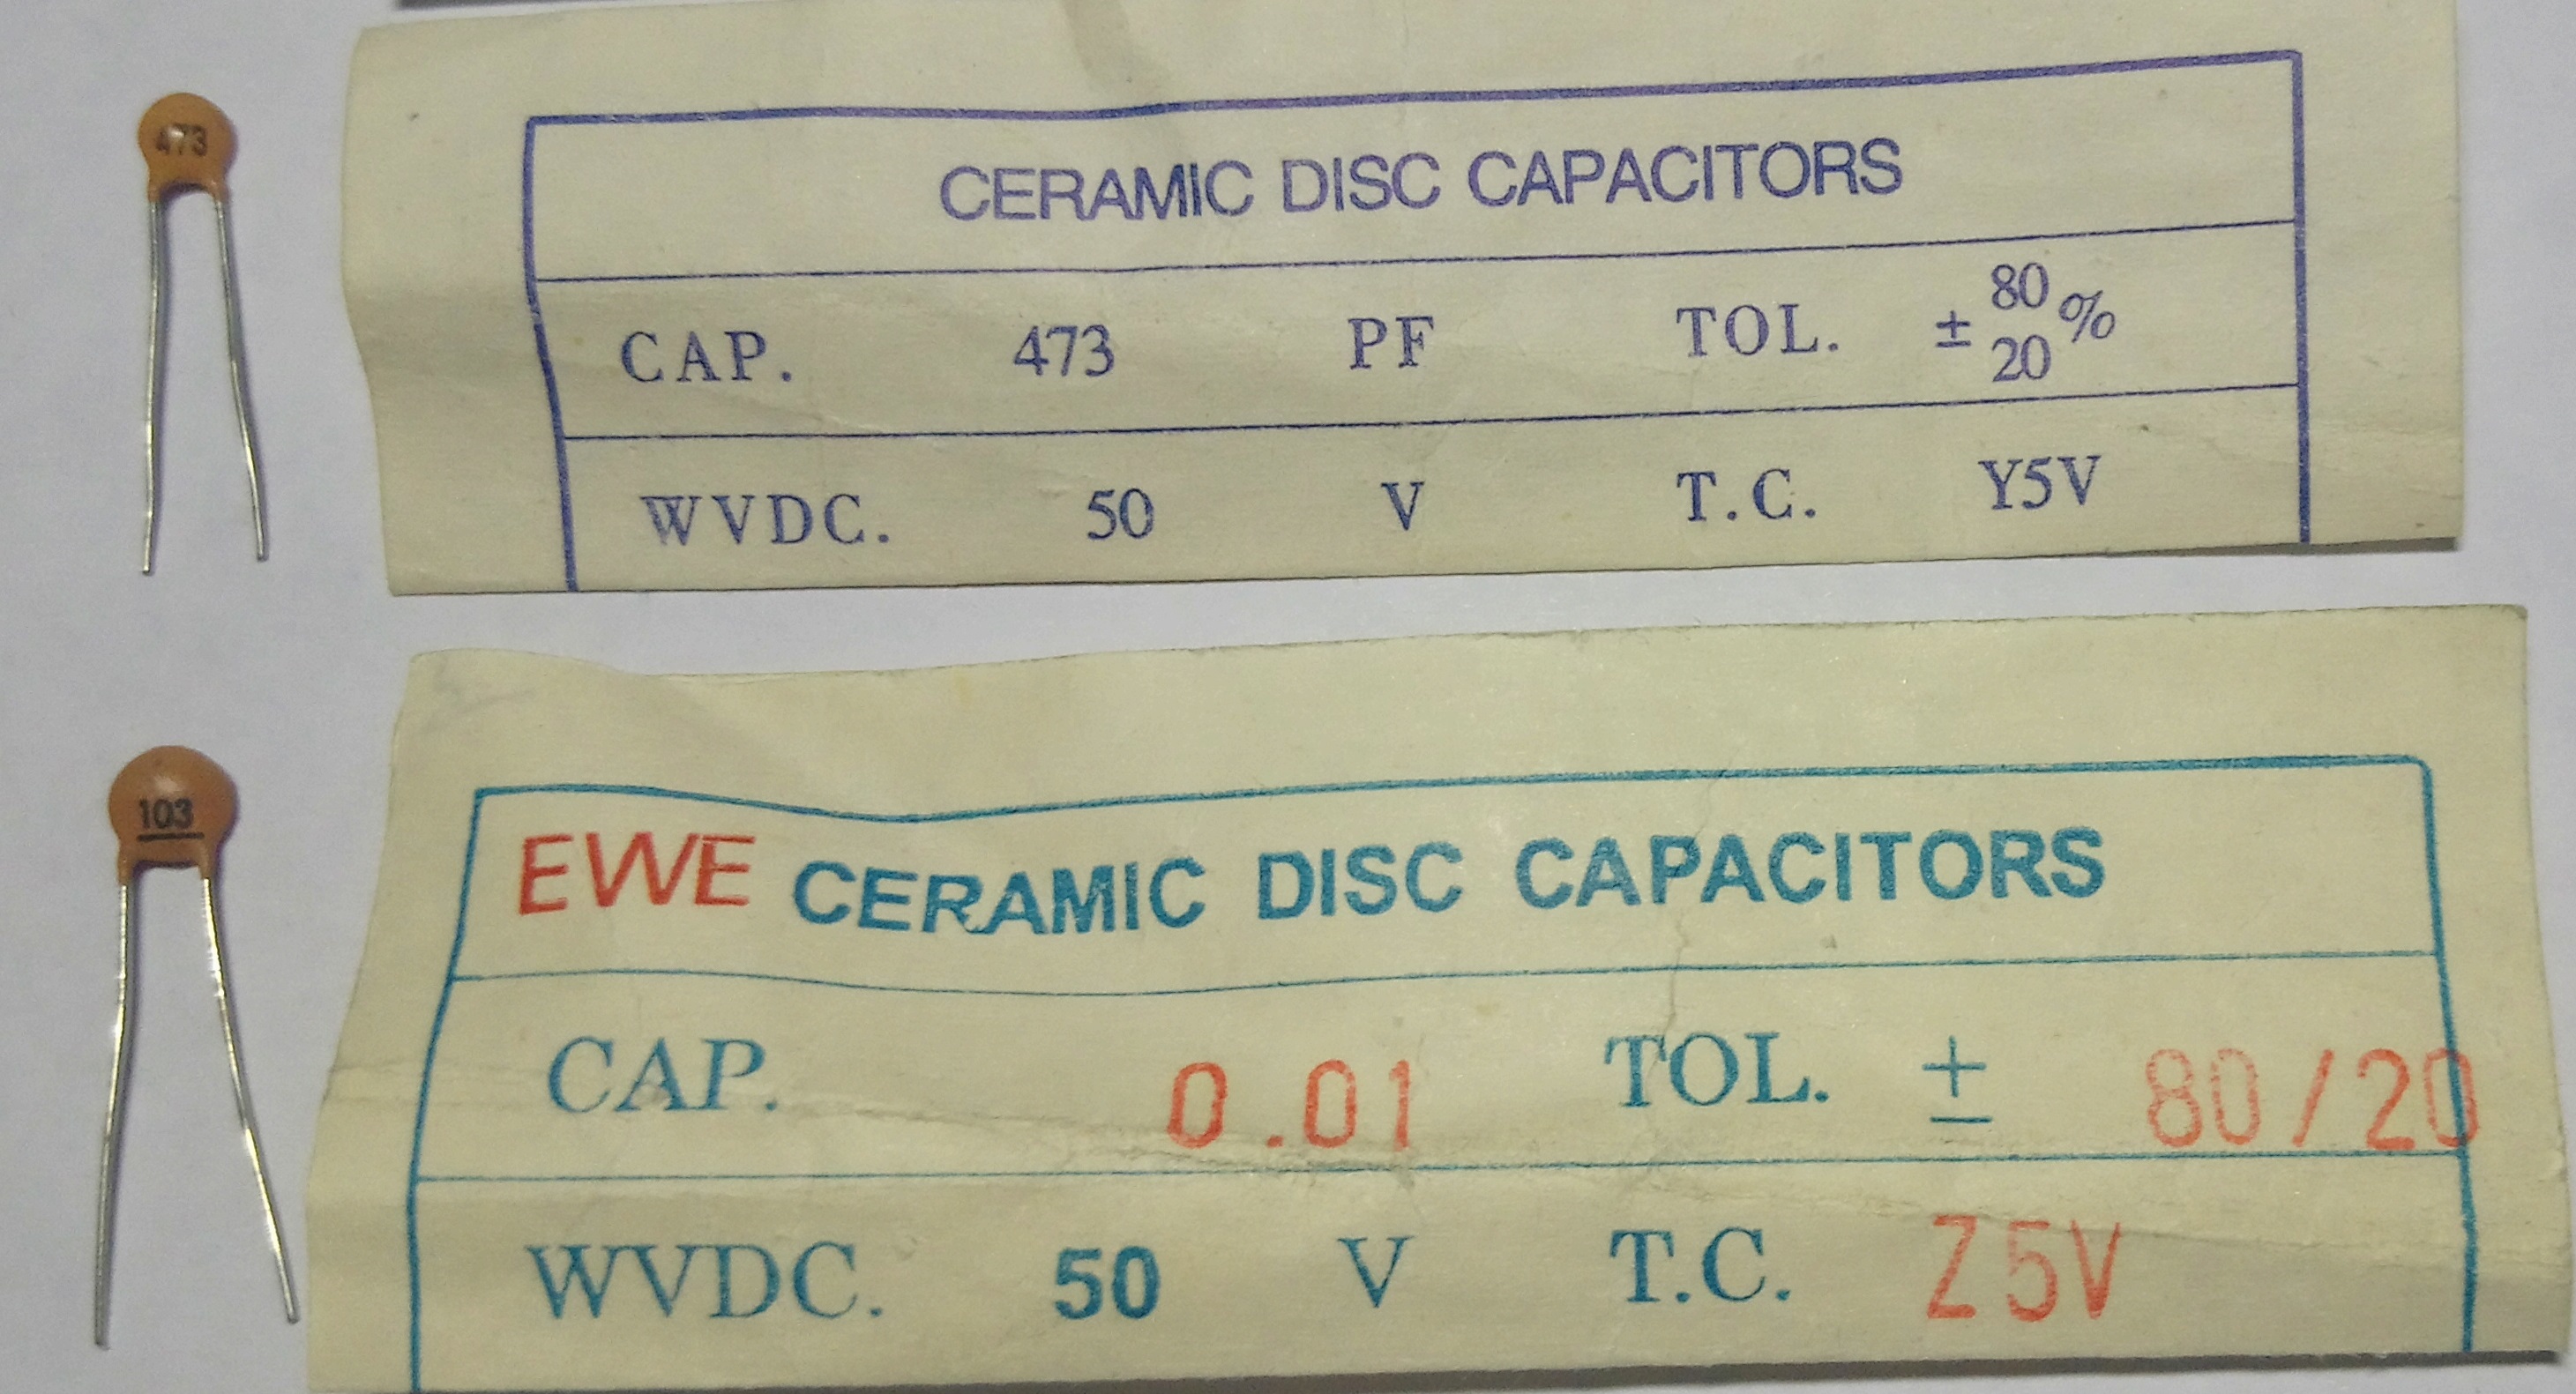 473
CERAMIC DISC CAPACITORS
CAP. 473 PF TOL. ± 80 %
20
WVDC. 50 V T.C. Y5V
103
EWE CERAMIC DISC CAPACITORS
CAP. 0.01 TOL. ± 80/20
WVDC. 50 V T.C. Z5V